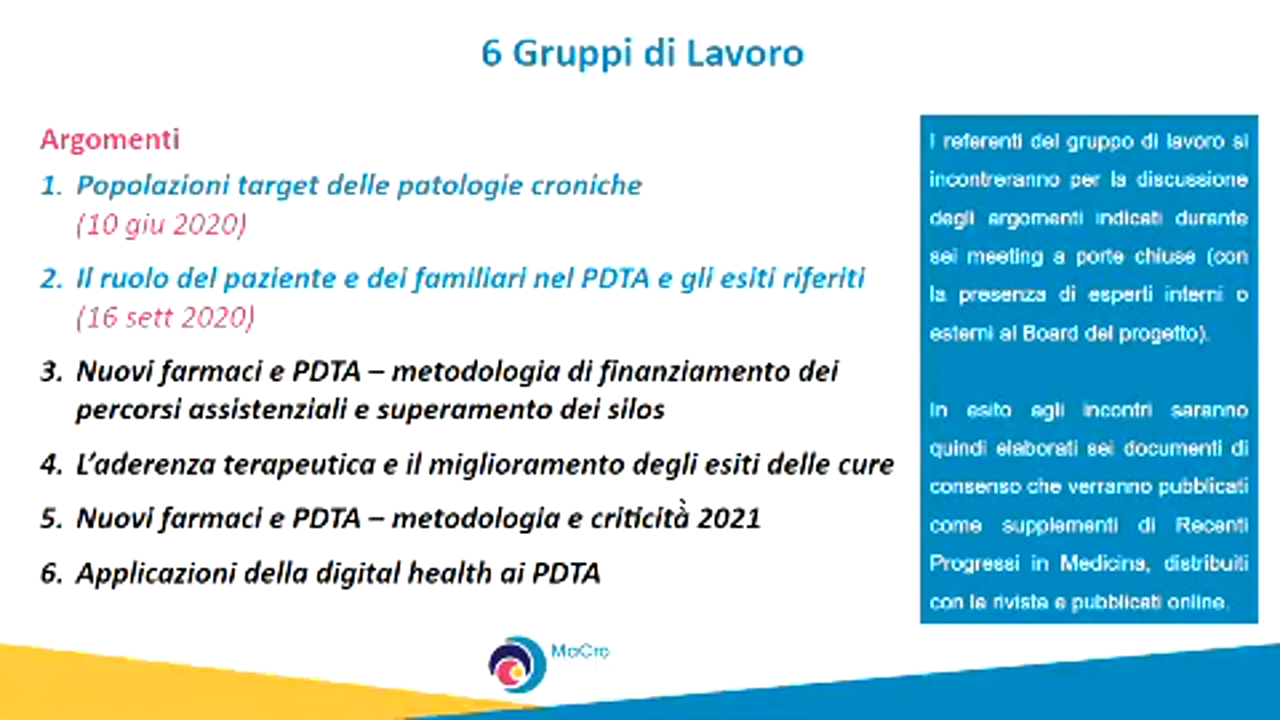 6 Gruppi di Lavoro
Argomenti
1. Popolazioni target delle patologie croniche
(10 giu 2020)
2. Il ruolo del paziente e dei familiari nel PDTA e gli esiti riferiti
(16 sett 2020)
3. Nuovi farmaci e PDTA – metodologia di finanziamento dei
percorsi assistenziali e superamento dei silos
4. L'aderenza terapeutica e il miglioramento degli esiti delle cure
5. Nuovi farmaci e PDTA – metodologia e criticità 2021
6. Applicazioni della digital health ai PDTA
I referenti del gruppo di lavoro si
incontreranno per la discussione
degli argomenti indicati durante
sei meeting a porte chiuse (con
la presenza di esperti interni o
esterni al Board del progetto).
In esito agli incontri saranno
quindi elaborati sei documenti di
consenso che verranno pubblicati
come supplementi di Recenti
Progressi in Medicina, distribuiti
con la rivista e pubblicati online.
MaCro